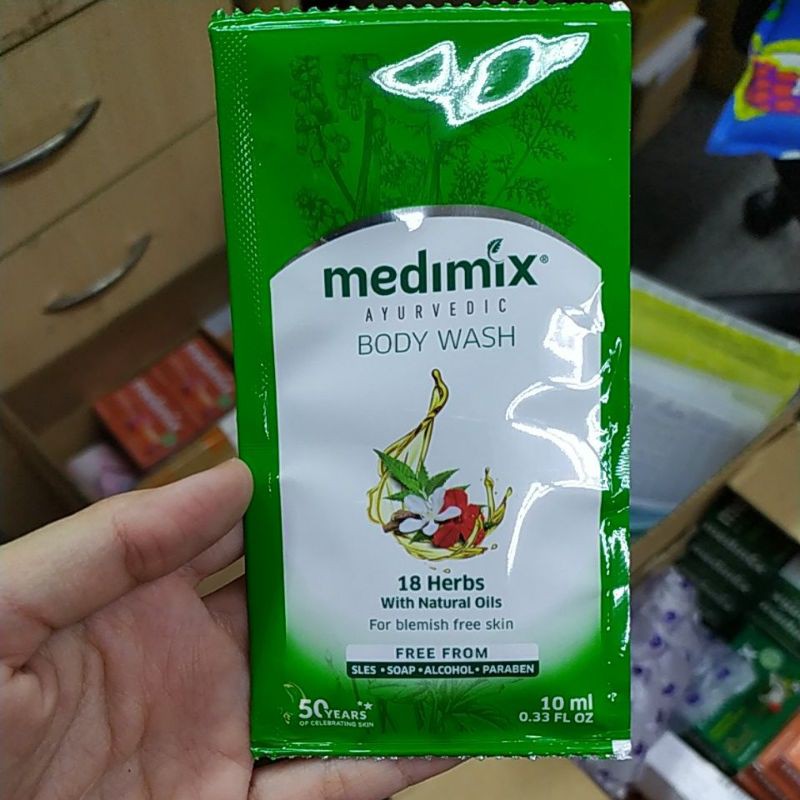 medimix®
AYURVEDIC
BODY WASH
18 Herbs
With Natural Oils
For blemish free skin
FREE FROM
SLES • SOAP • ALCOHOL • PARABEN
50 YEARS
OF CELEBRATING SKIN
10 ml
0.33 FL OZ